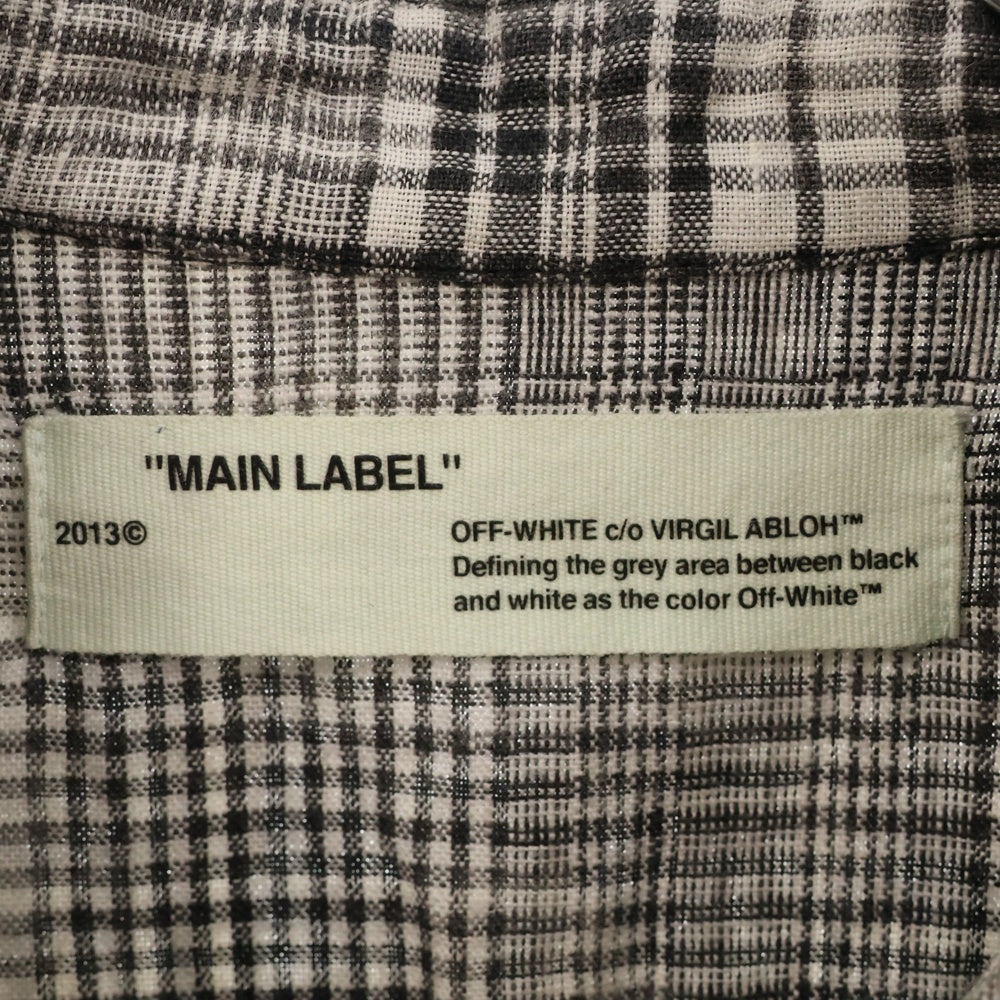 "MAIN LABEL"
2013©
OFF-WHITE c/o VIRGIL ABLOH™
Defining the grey area between black
and white as the color Off-White™